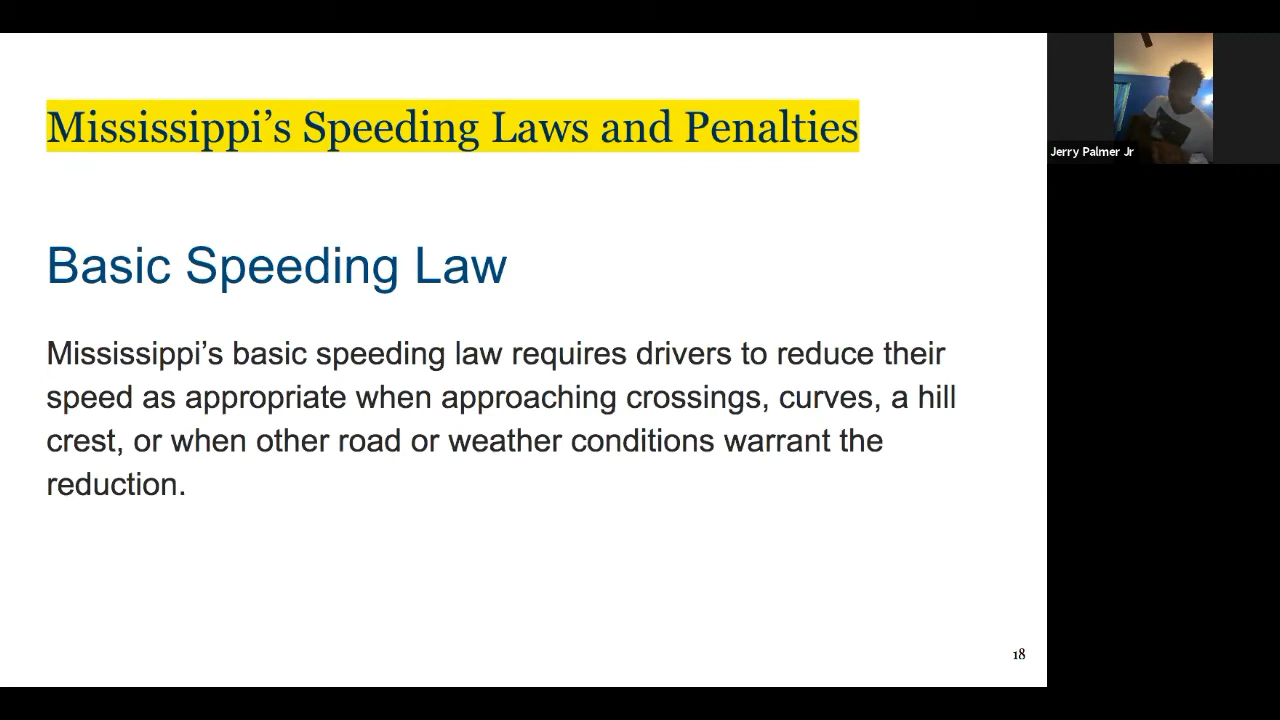 Mississippi’s Speeding Laws and Penalties
Basic Speeding Law
Mississippi’s basic speeding law requires drivers to reduce their
speed as appropriate when approaching crossings, curves, a hill
crest, or when other road or weather conditions warrant the
reduction.
18
Jerry Palmer Jr